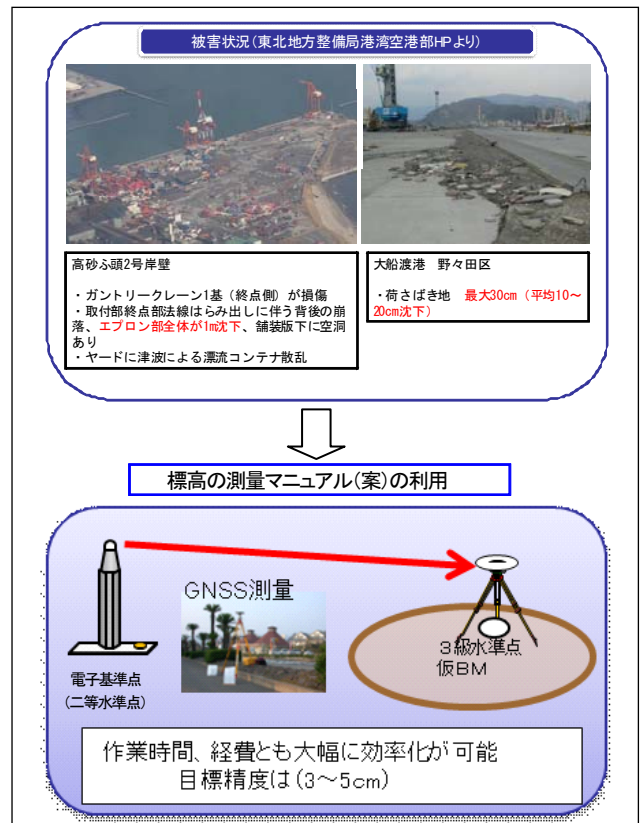 被害状況(東北地方整備局港湾空港部HPより)
高砂ふ頭2号岸壁
・ガントリークレーン1基(終点側)が損傷
・取付部終点部法線はらみ出しに伴う背後の崩
落、エプロン部全体が1m沈下、舗装版下に空洞
あり
・ヤードに津波による漂流コンテナ散乱
大船渡港 野々田区
・荷さばき地 最大30cm(平均10～
20cm沈下)
標高の測量マニュアル(案)の利用
GNSS測量
電子基準点
(二等水準点)
3級水準点
仮BM
作業時間、経費とも大幅に効率化が可能
目標精度は(3～5cm)